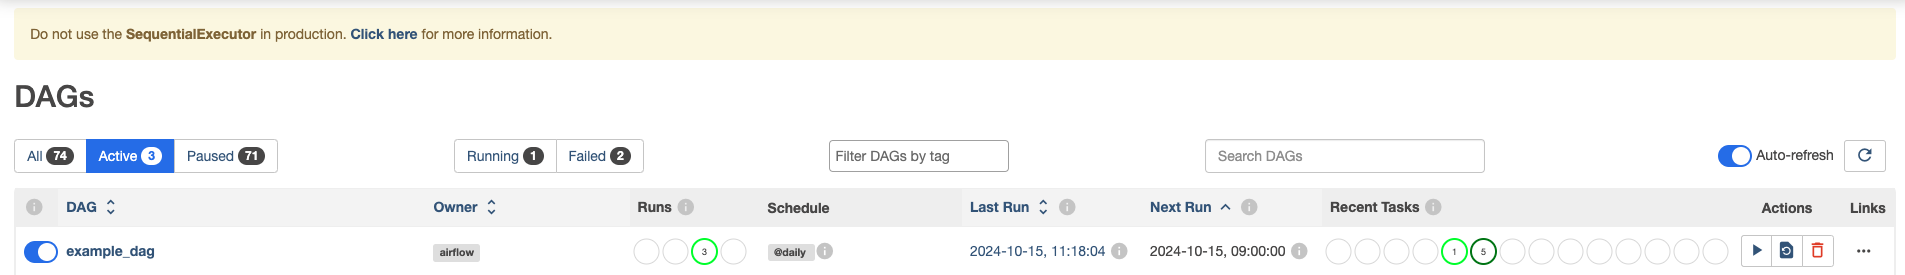 Do not use the SequentialExecutor in production. Click here for more information.
DAGs
All 74 Active 3 Paused 71 Running 1 Failed 2 Filter DAGs by tag Search DAGs Auto-refresh
DAG Owner Runs Schedule Last Run Next Run Recent Tasks Actions Links
example_dag airflow 3 @daily 2024-10-15, 11:18:04 2024-10-15, 09:00:00 1 5